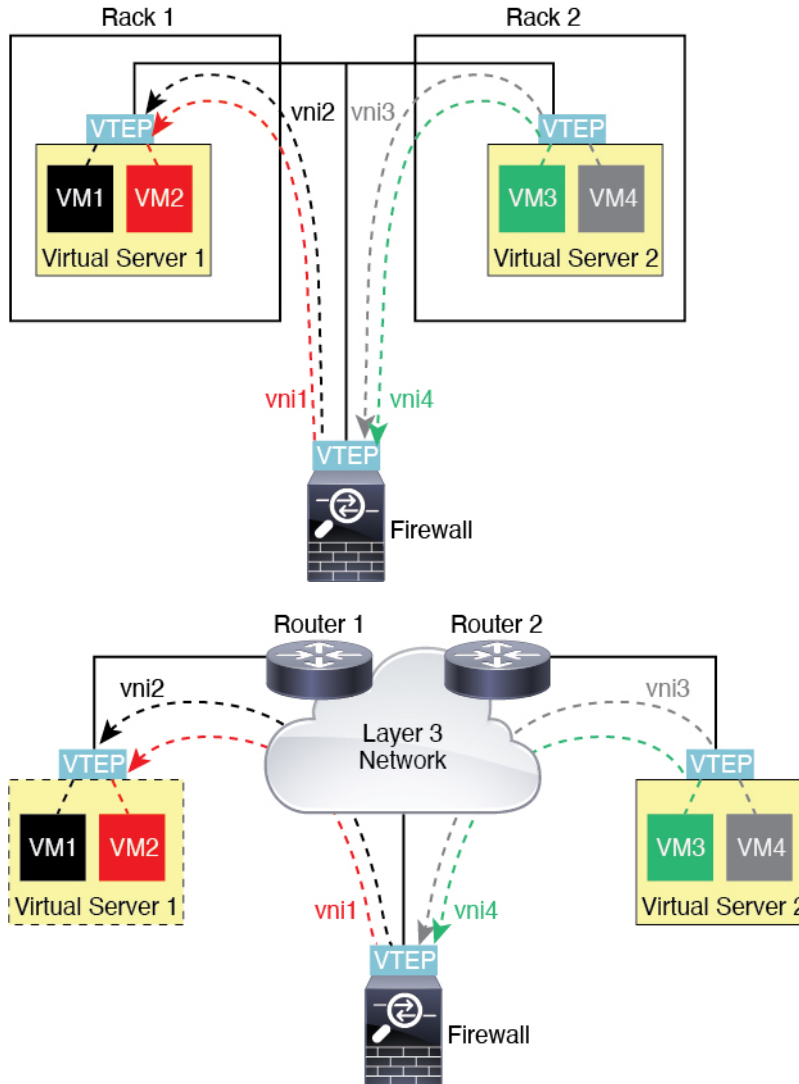 Rack 1
Rack 2
vni2
vni3
VTEP
VTEP
VM1
VM2
VM3
VM4
Virtual Server 1
Virtual Server 2
vni1
vni4
VTEP
Firewall
Router 1
Router 2
vni2
vni3
Layer 3
Network
VTEP
VTEP
VM1
VM2
VM3
VM4
Virtual Server 1
Virtual Server 2
vni1
vni4
VTEP
Firewall